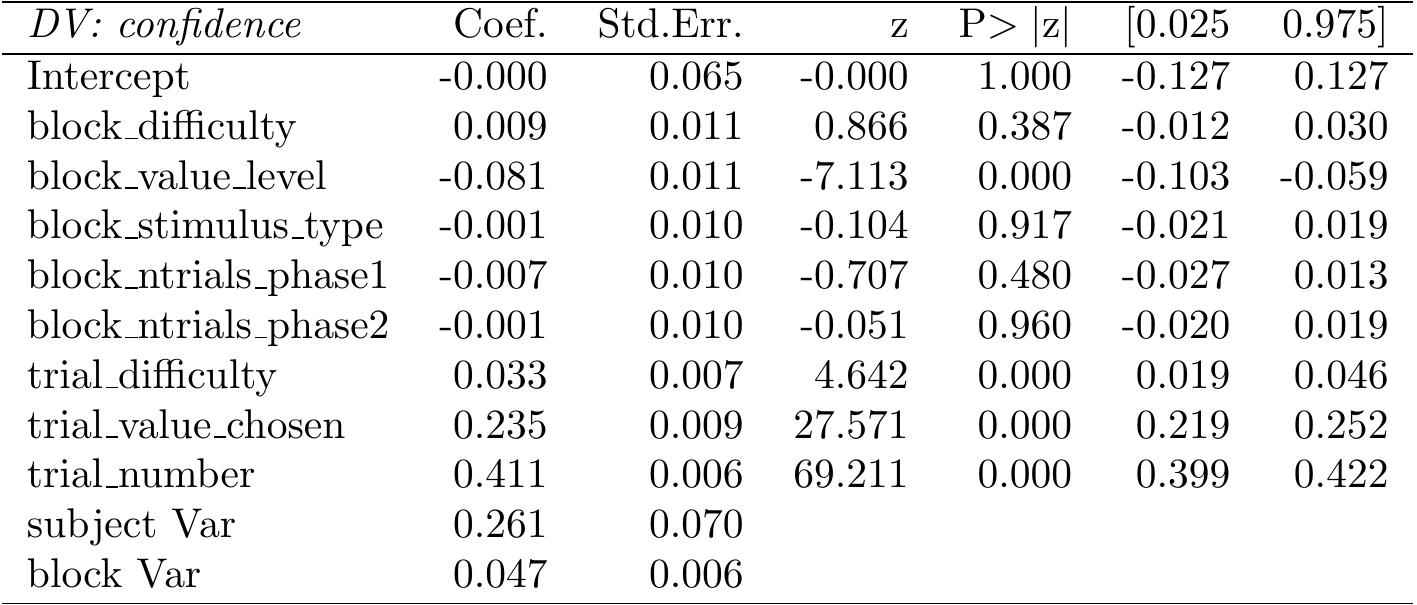 DV: confidence Coef. Std.Err. z P> |z| [0.025 0.975]
Intercept -0.000 0.065 -0.000 1.000 -0.127 0.127
block_difficulty 0.009 0.011 0.866 0.387 -0.012 0.030
block_value_level -0.081 0.011 -7.113 0.000 -0.103 -0.059
block_stimulus_type -0.001 0.010 -0.104 0.917 -0.021 0.019
block_ntrials_phase1 -0.007 0.010 -0.707 0.480 -0.027 0.013
block_ntrials_phase2 -0.001 0.010 -0.051 0.960 -0.020 0.019
trial_difficulty 0.033 0.007 4.642 0.000 0.019 0.046
trial_value_chosen 0.235 0.009 27.571 0.000 0.219 0.252
trial_number 0.411 0.006 69.211 0.000 0.399 0.422
subject Var 0.261 0.070
block Var 0.047 0.006